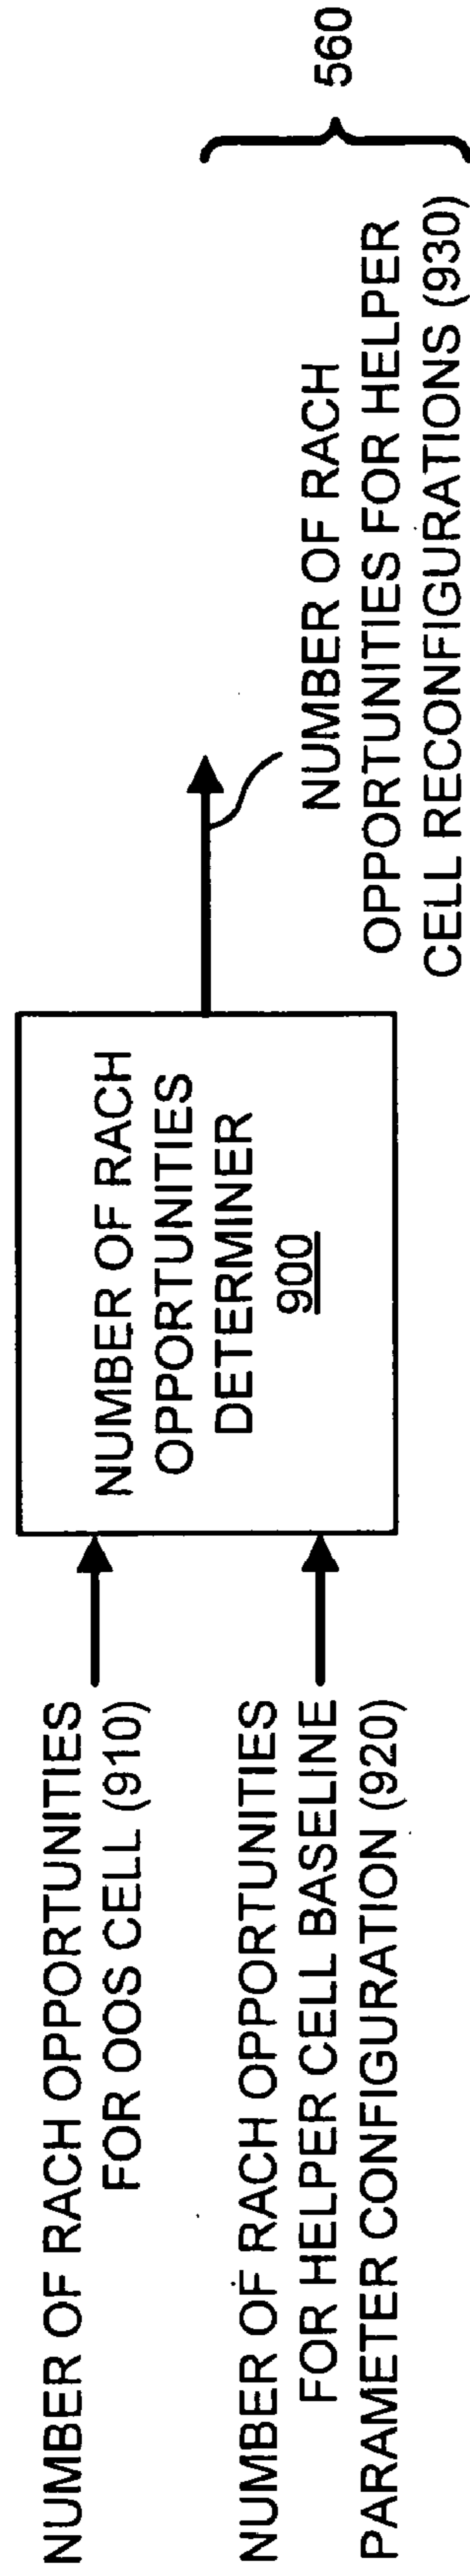 NUMBER OF RACH OPPORTUNITIES
FOR OOS CELL (910)
NUMBER OF RACH OPPORTUNITIES
FOR HELPER CELL BASELINE
PARAMETER CONFIGURATION (920)
NUMBER OF RACH
OPPORTUNITIES
DETERMINER
900
NUMBER OF RACH
OPPORTUNITIES FOR HELPER
CELL RECONFIGURATIONS (930)
560